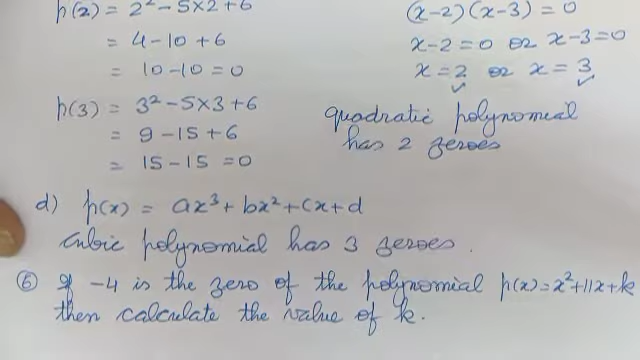 p(2) = 2² - 5×2+6
= 4-10+6
= 10-10=0
(x-2)(x-3)=0
x-2=0 or x-3=0
x=2 or x=3
p(3) = 3² - 5×3+6
= 9-15+6
= 15-15=0
quadratic polynomial
has 2 zeroes
d) p(x) = ax³+bx²+cx+d
cubic polynomial has 3 zeroes.
⑥ If -4 is the zero of the polynomial p(x)=x²+11x+k
then calculate the value of k.